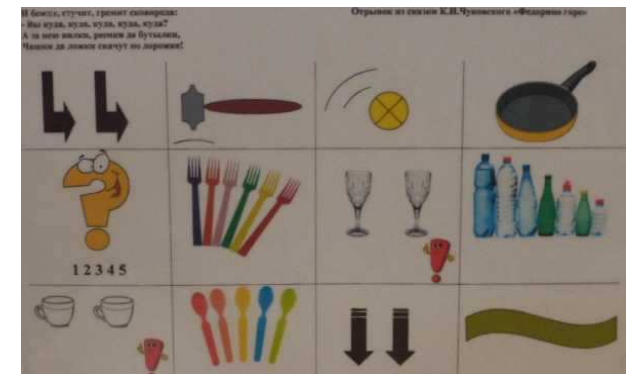 И бежит, стучит, гремит сковорода:
- Вы куда, куда, куда, куда, куда?
А за нею вилки, рюмки да бутылки,
Чашки да ложки скачут по дорожке!
Отрывок из сказки К.И.Чуковского «Федорино горе»
1 2 3 4 5